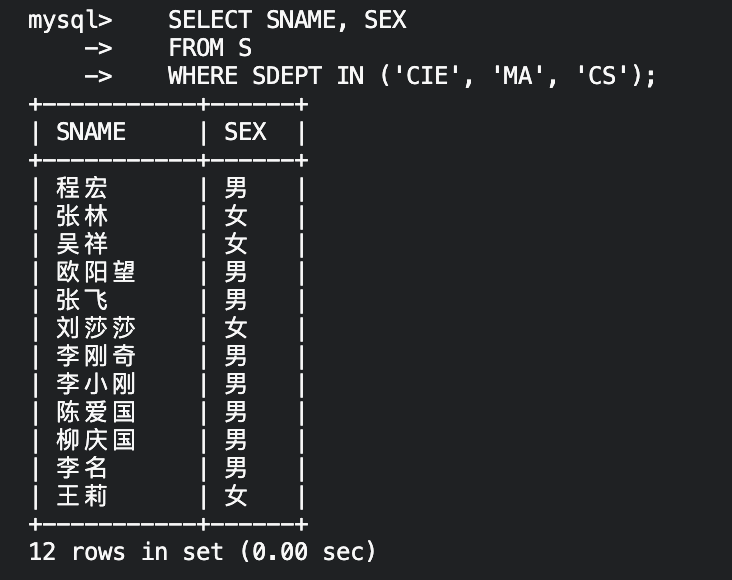 mysql>    SELECT SNAME, SEX
    ->    FROM S
    ->    WHERE SDEPT IN ('CIE', 'MA', 'CS');
+-----------+------+
| SNAME     | SEX  |
+-----------+------+
| 程宏      | 男   |
| 张林      | 女   |
| 吴祥      | 女   |
| 欧阳望    | 男   |
| 张飞      | 男   |
| 刘莎莎    | 女   |
| 李刚奇    | 男   |
| 李小刚    | 男   |
| 陈爱国    | 男   |
| 柳庆国    | 男   |
| 李名      | 男   |
| 王莉      | 女   |
+-----------+------+
12 rows in set (0.00 sec)